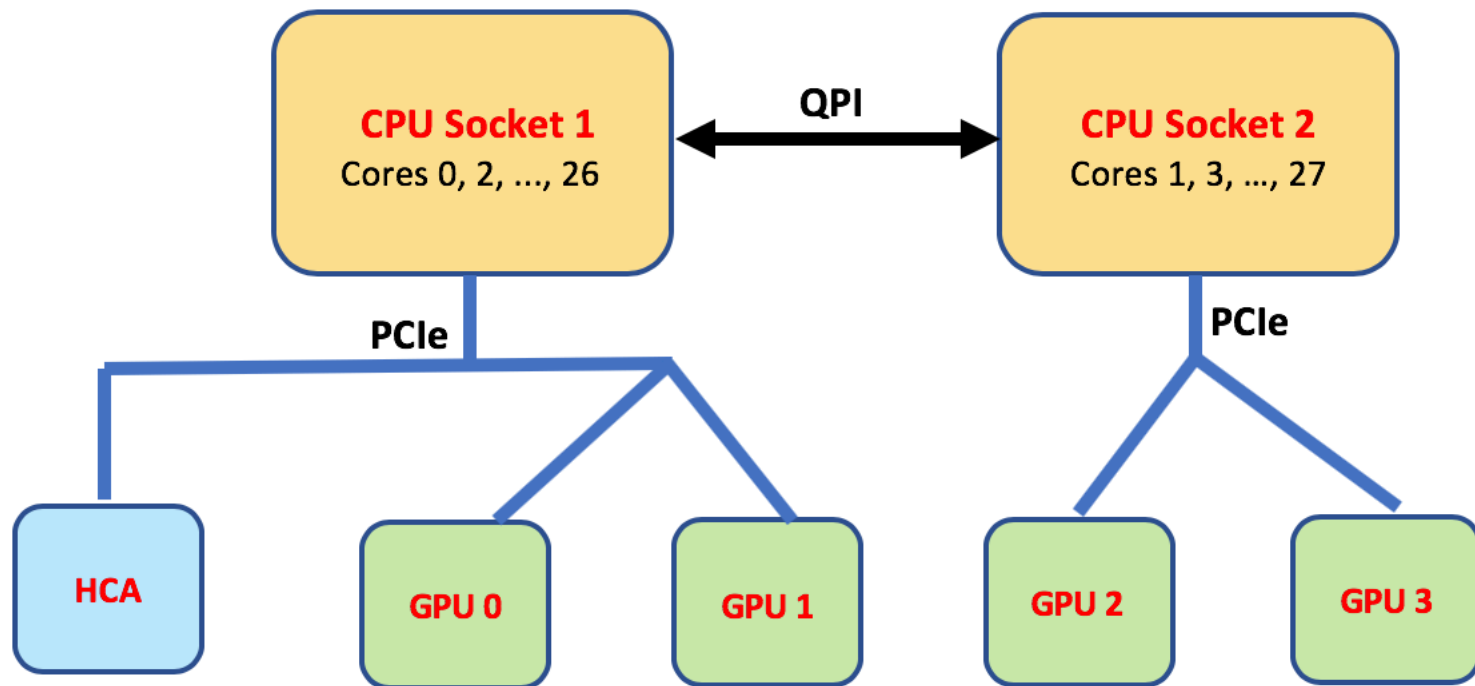 QPI
CPU Socket 1
Cores 0, 2, ..., 26
CPU Socket 2
Cores 1, 3, ..., 27
PCIe
PCIe
HCA
GPU 0
GPU 1
GPU 2
GPU 3